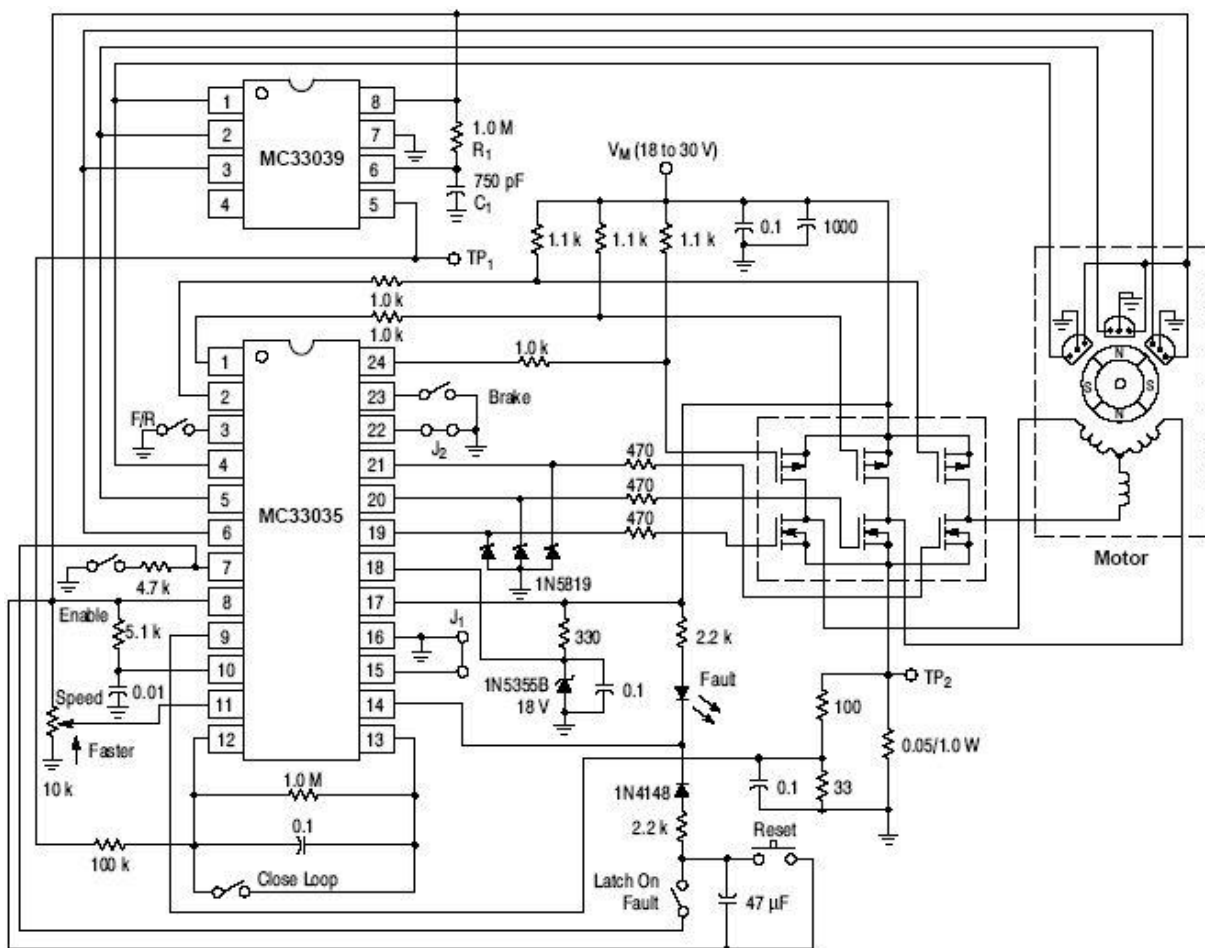 1
8
2
7
MC33039
3
6
4
5
1.0 M
R1
750 pF
C1
VM (18 to 30 V)
1.1 k
1.1 k
1.1 k
0.1
1000
TP1
1.0 k
1.0 k
1.0 k
N
S
S
N
Motor
1
24
2
23
Brake
F/R
3
22
J2
4
21
470
5
20
470
MC33035
6
19
470
4.7 k
7
18
1N5819
Enable
8
17
5.1 k
9
16
J1
330
2.2 k
10
15
Speed
0.01
11
14
1N5355B
18 V
0.1
Fault
TP2
100
Faster
12
13
0.05/1.0 W
10 k
1.0 M
0.1
33
1N4148
0.1
2.2 k
Reset
100 k
Close Loop
Latch On
Fault
47 μF